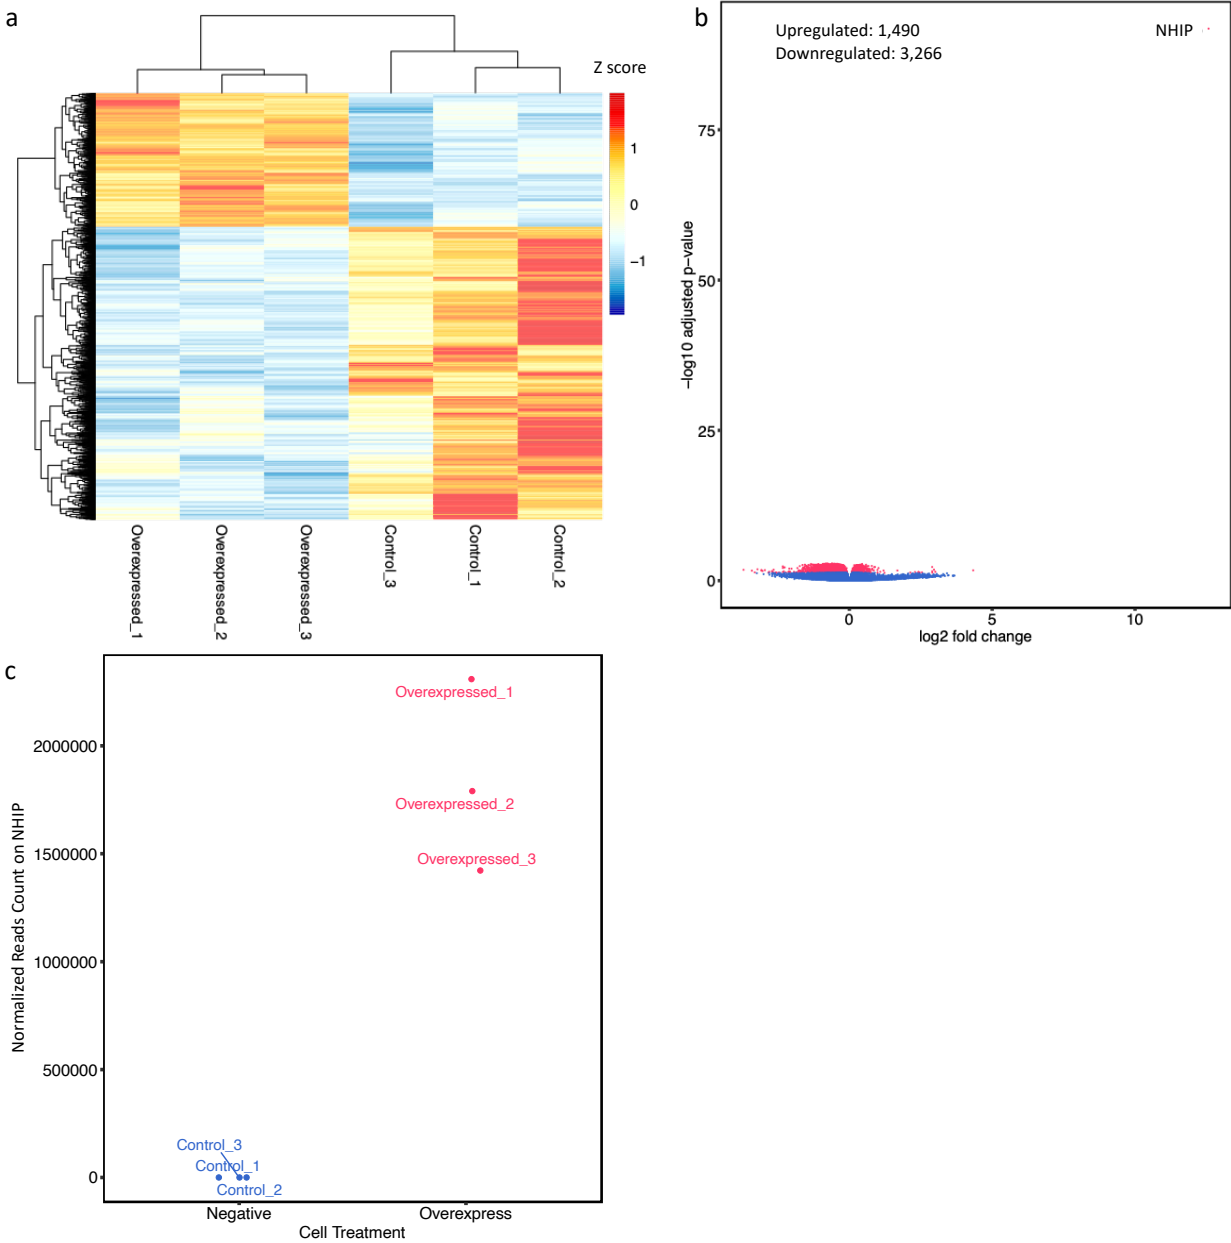 a
Z score
1
0
−1
Overexpressed_1
Overexpressed_2
Overexpressed_3
Control_3
Control_1
Control_2
b
Upregulated: 1,490
Downregulated: 3,266
NHIP
75
50
25
0
−log10 adjusted p−value
0
5
10
log2 fold change
c
Normalized Reads Count on NHIP
2000000
1500000
1000000
500000
0
Overexpressed_1
Overexpressed_2
Overexpressed_3
Control_3
Control_1
Control_2
Negative
Overexpress
Cell Treatment